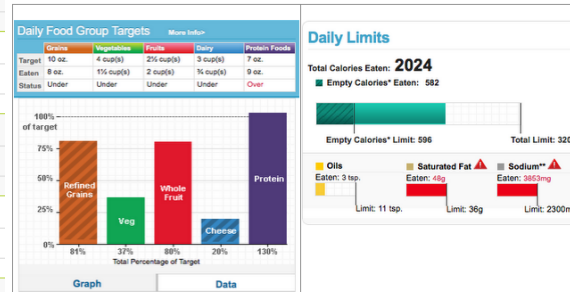 Daily Food Group Targets More Info>
Grains Vegetables Fruits Dairy Protein Foods
Target 10 oz. 4 cup(s) 2½ cup(s) 3 cup(s) 7 oz.
Eaten 8 oz. 1½ cup(s) 2 cup(s) ¾ cup(s) 9 oz.
Status Under Under Under Under Over
100%
of target
75%
50%
25%
0%
Refined
Grains
Veg
Whole
Fruit
Cheese
Protein
81% 37% 80% 20% 130%
Total Percentage of Target
Graph Data
Daily Limits
Total Calories Eaten: 2024
Empty Calories* Eaten: 582
Empty Calories* Limit: 596 Total Limit: 320
Oils Saturated Fat Sodium**
Eaten: 3 tsp. Eaten: 48g Eaten: 3853mg
Limit: 11 tsp. Limit: 36g Limit: 2300m